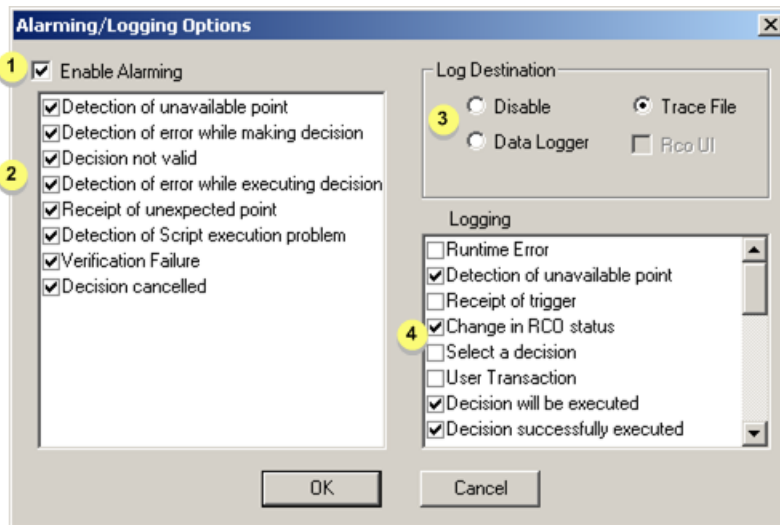 Alarming/Logging Options
1
Enable Alarming
2
Detection of unavailable point
Detection of error while making decision
Decision not valid
Detection of error while executing decision
Receipt of unexpected point
Detection of Script execution problem
Verification Failure
Decision cancelled
Log Destination
3
Disable
Trace File
Data Logger
Rco UI
Logging
4
Runtime Error
Detection of unavailable point
Receipt of trigger
Change in RCO status
Select a decision
User Transaction
Decision will be executed
Decision successfully executed
OK
Cancel